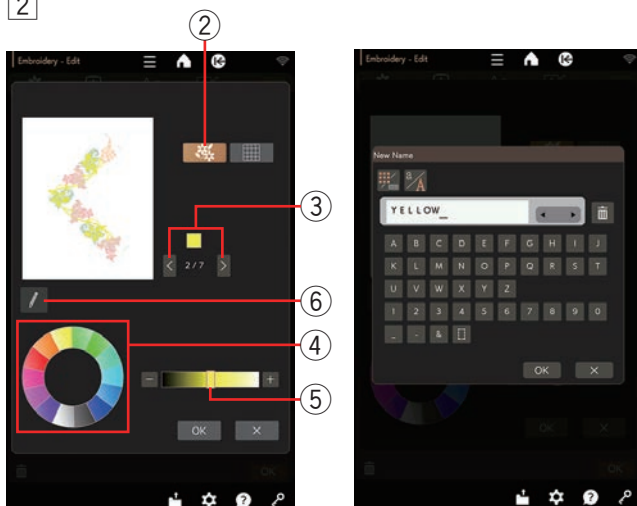 2
②
Embroidery - Edit
③
2/7
⑥
④
⑤
OK
OK
Embroidery - Edit
New Name
a/A
YELLOW_
A B C D E F G H I J
K L M N O P Q R S T
U V W X Y Z
1 2 3 4 5 6 7 8 9 0
_ - &
OK
OK
OK